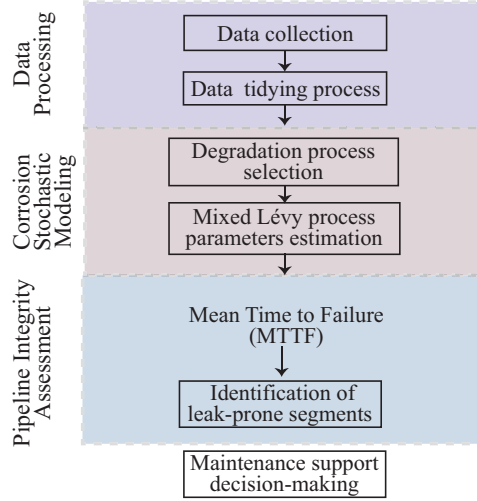 Data
Processing
Data collection
Data tidying process
Corrosion
Stochastic
Modeling
Degradation process
selection
Mixed Lévy process
parameters estimation
Pipeline Integrity
Assessment
Mean Time to Failure
(MTTF)
Identification of
leak-prone segments
Maintenance support
decision-making